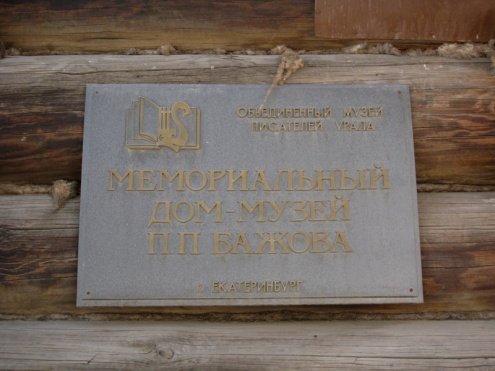 ОБЪЕДИНЕННЫЙ МУЗЕЙ
ПИСАТЕЛЕЙ УРАЛА
МЕМОРИАЛЬНЫЙ
ДОМ-МУЗЕЙ
П П БАЖОВА
г ЕКАТЕРИНБУРГ